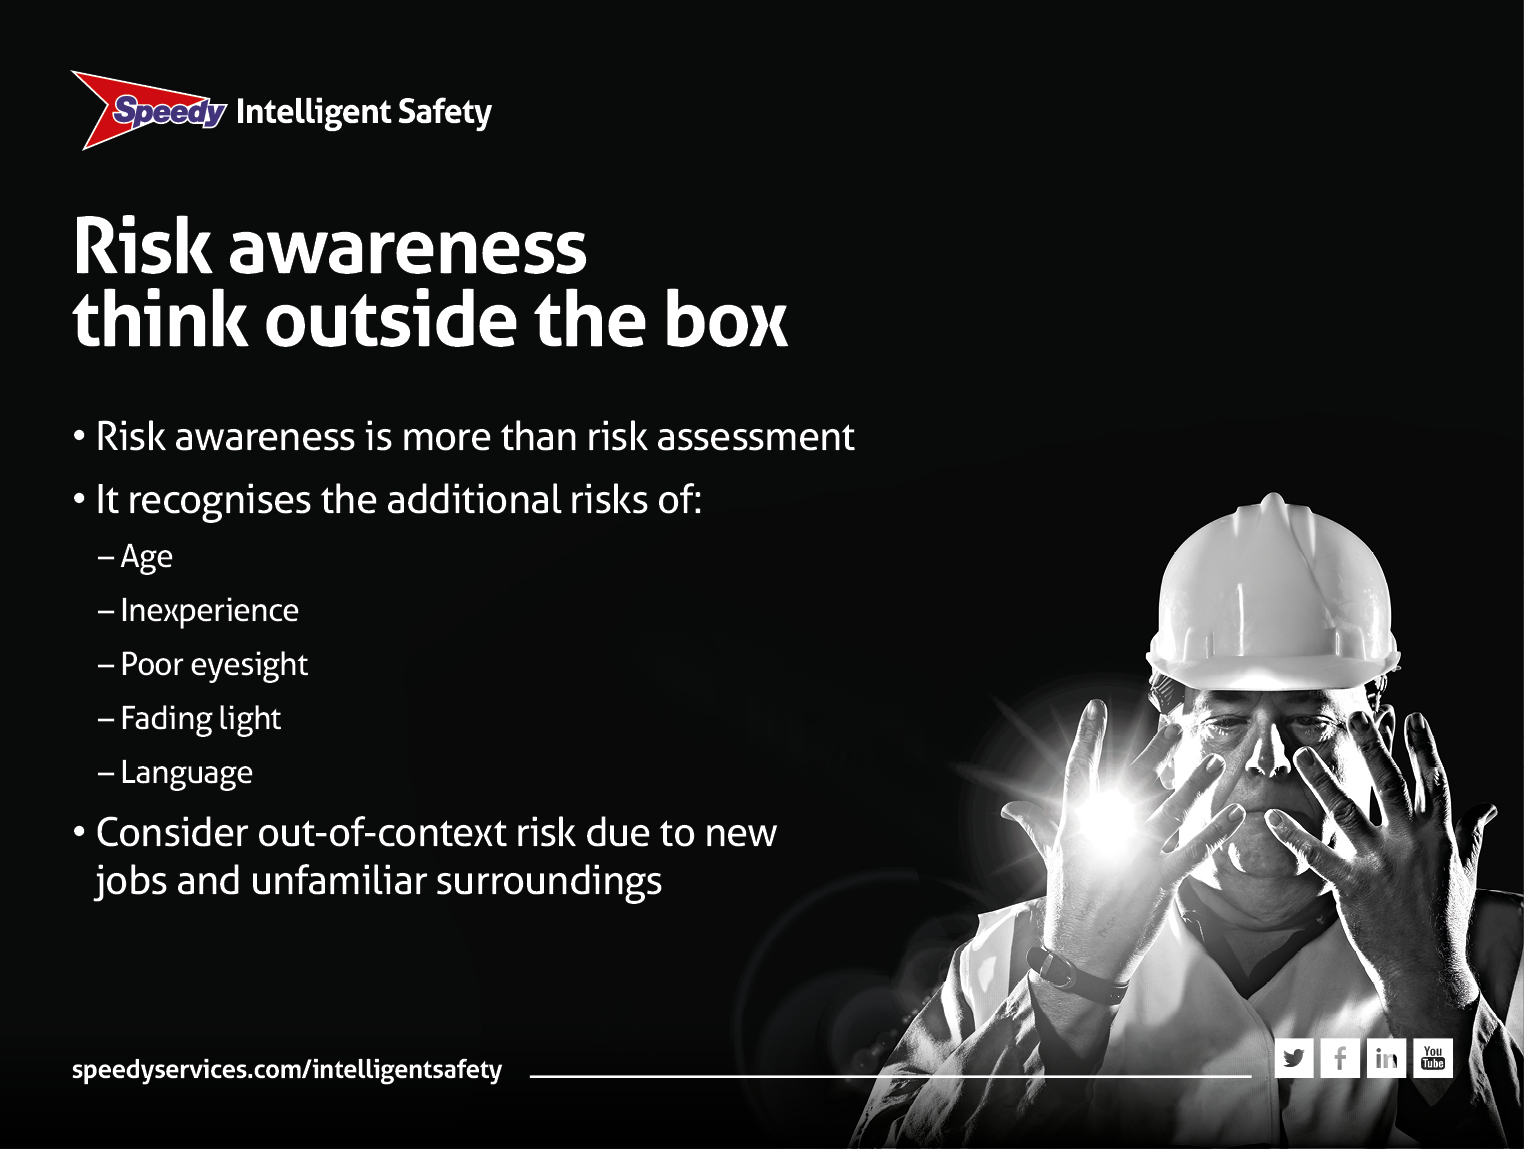 Speedy Intelligent Safety
Risk awareness
think outside the box
• Risk awareness is more than risk assessment
• It recognises the additional risks of:
– Age
– Inexperience
– Poor eyesight
– Fading light
– Language
• Consider out-of-context risk due to new
jobs and unfamiliar surroundings
speedyservices.com/intelligentsafety
f
in
You
Tube